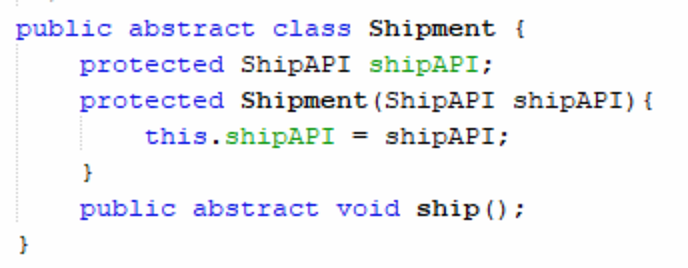 public abstract class Shipment {
    protected ShipAPI shipAPI;
    protected Shipment(ShipAPI shipAPI){
        this.shipAPI = shipAPI;
    }
    public abstract void ship();
}